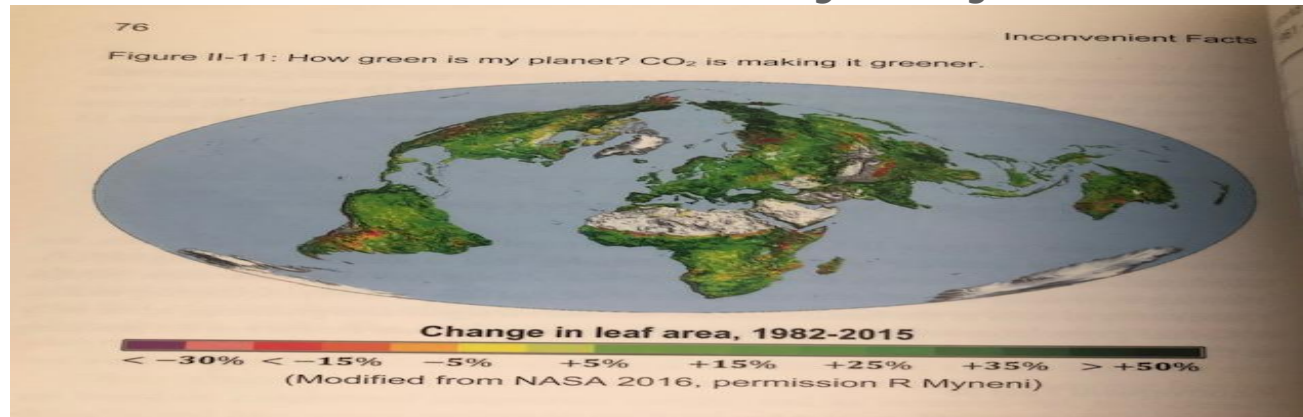 76
Inconvenient Facts
Figure II-11: How green is my planet? CO₂ is making it greener.
Change in leaf area, 1982-2015
< −30% < −15% −5% +5% +15% +25% +35% > +50%
(Modified from NASA 2016, permission R Myneni)